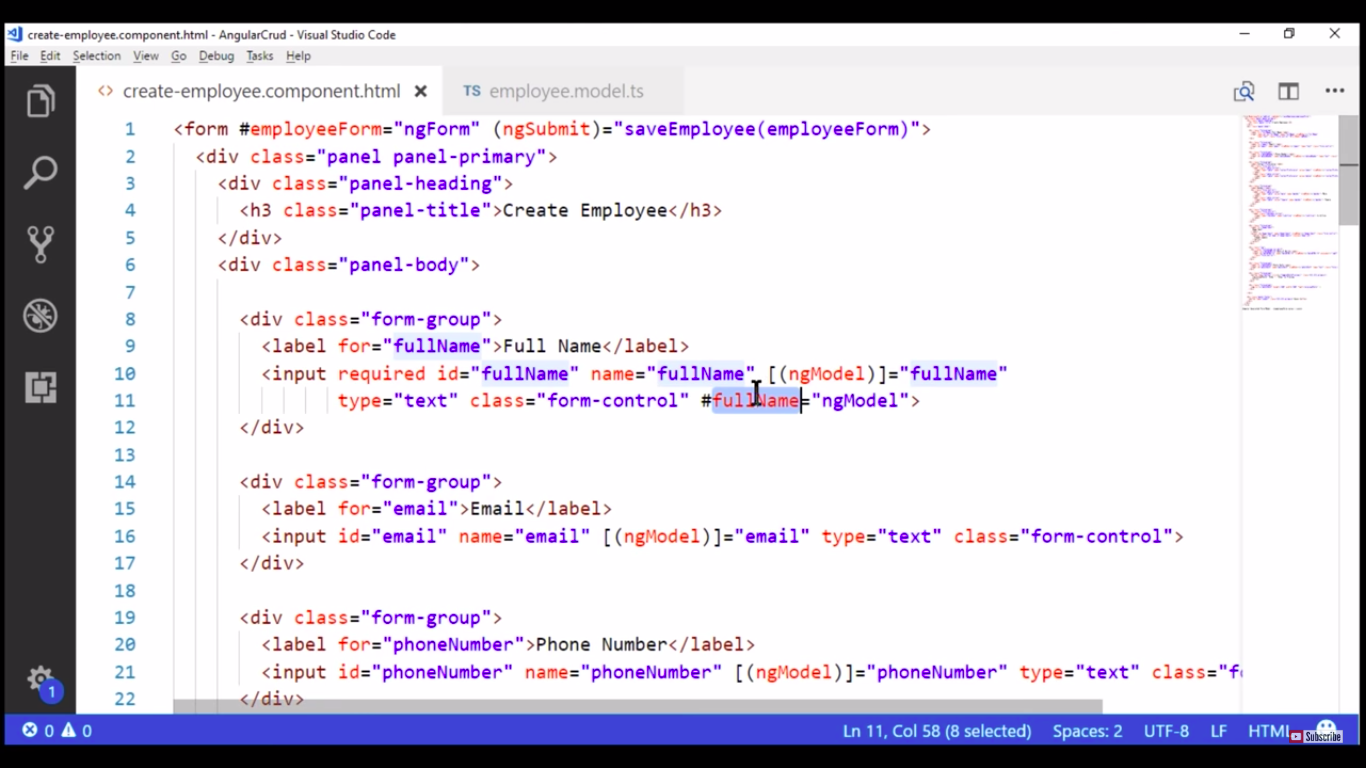 create-employee.component.html - AngularCrud - Visual Studio Code
File Edit Selection View Go Debug Tasks Help
<> create-employee.component.html × TS employee.model.ts
1 <form #employeeForm="ngForm" (ngSubmit)="saveEmployee(employeeForm)">
2 <div class="panel panel-primary">
3 <div class="panel-heading">
4 <h3 class="panel-title">Create Employee</h3>
5 </div>
6 <div class="panel-body">
7
8 <div class="form-group">
9 <label for="fullName">Full Name</label>
10 <input required id="fullName" name="fullName" [(ngModel)]="fullName"
11 type="text" class="form-control" #fullName="ngModel">
12 </div>
13
14 <div class="form-group">
15 <label for="email">Email</label>
16 <input id="email" name="email" [(ngModel)]="email" type="text" class="form-control">
17 </div>
18
19 <div class="form-group">
20 <label for="phoneNumber">Phone Number</label>
21 <input id="phoneNumber" name="phoneNumber" [(ngModel)]="phoneNumber" type="text" class="f
22 </div>
1
0 0 Ln 11, Col 58 (8 selected) Spaces: 2 UTF-8 LF HTML
Subscribe